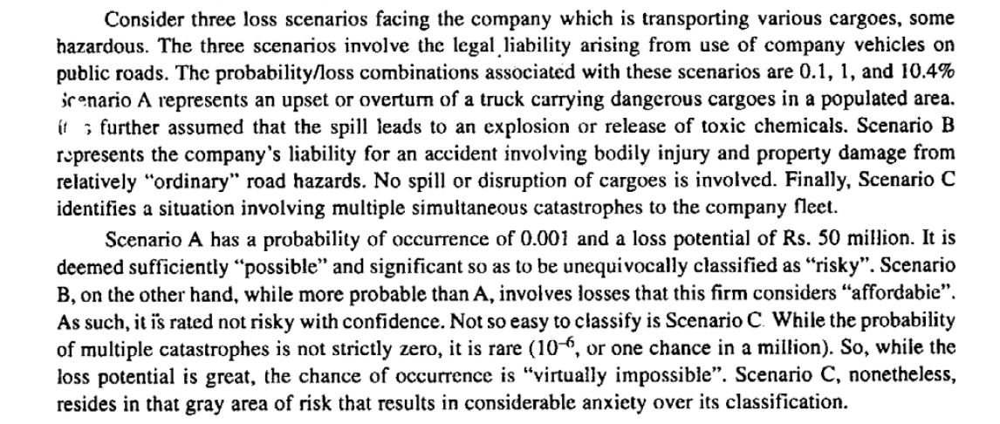 Consider three loss scenarios facing the company which is transporting various cargoes, some
hazardous. The three scenarios involve the legal liability arising from use of company vehicles on
public roads. The probability/loss combinations associated with these scenarios are 0.1, 1, and 10.4%
Scenario A represents an upset or overturn of a truck carrying dangerous cargoes in a populated area.
further assumed that the spill leads to an explosion or release of toxic chemicals. Scenario B
represents the company's liability for an accident involving bodily injury and property damage from
relatively "ordinary" road hazards. No spill or disruption of cargoes is involved. Finally, Scenario C
identifies a situation involving multiple simultaneous catastrophes to the company fleet.
Scenario A has a probability of occurrence of 0.001 and a loss potential of Rs. 50 million. It is
deemed sufficiently "possible" and significant so as to be unequivocally classified as "risky". Scenario
B, on the other hand, while more probable than A, involves losses that this firm considers "affordable".
As such, it is rated not risky with confidence. Not so easy to classify is Scenario C. While the probability
of multiple catastrophes is not strictly zero, it is rare (10⁻⁶, or one chance in a million). So, while the
loss potential is great, the chance of occurrence is "virtually impossible". Scenario C, nonetheless,
resides in that gray area of risk that results in considerable anxiety over its classification.